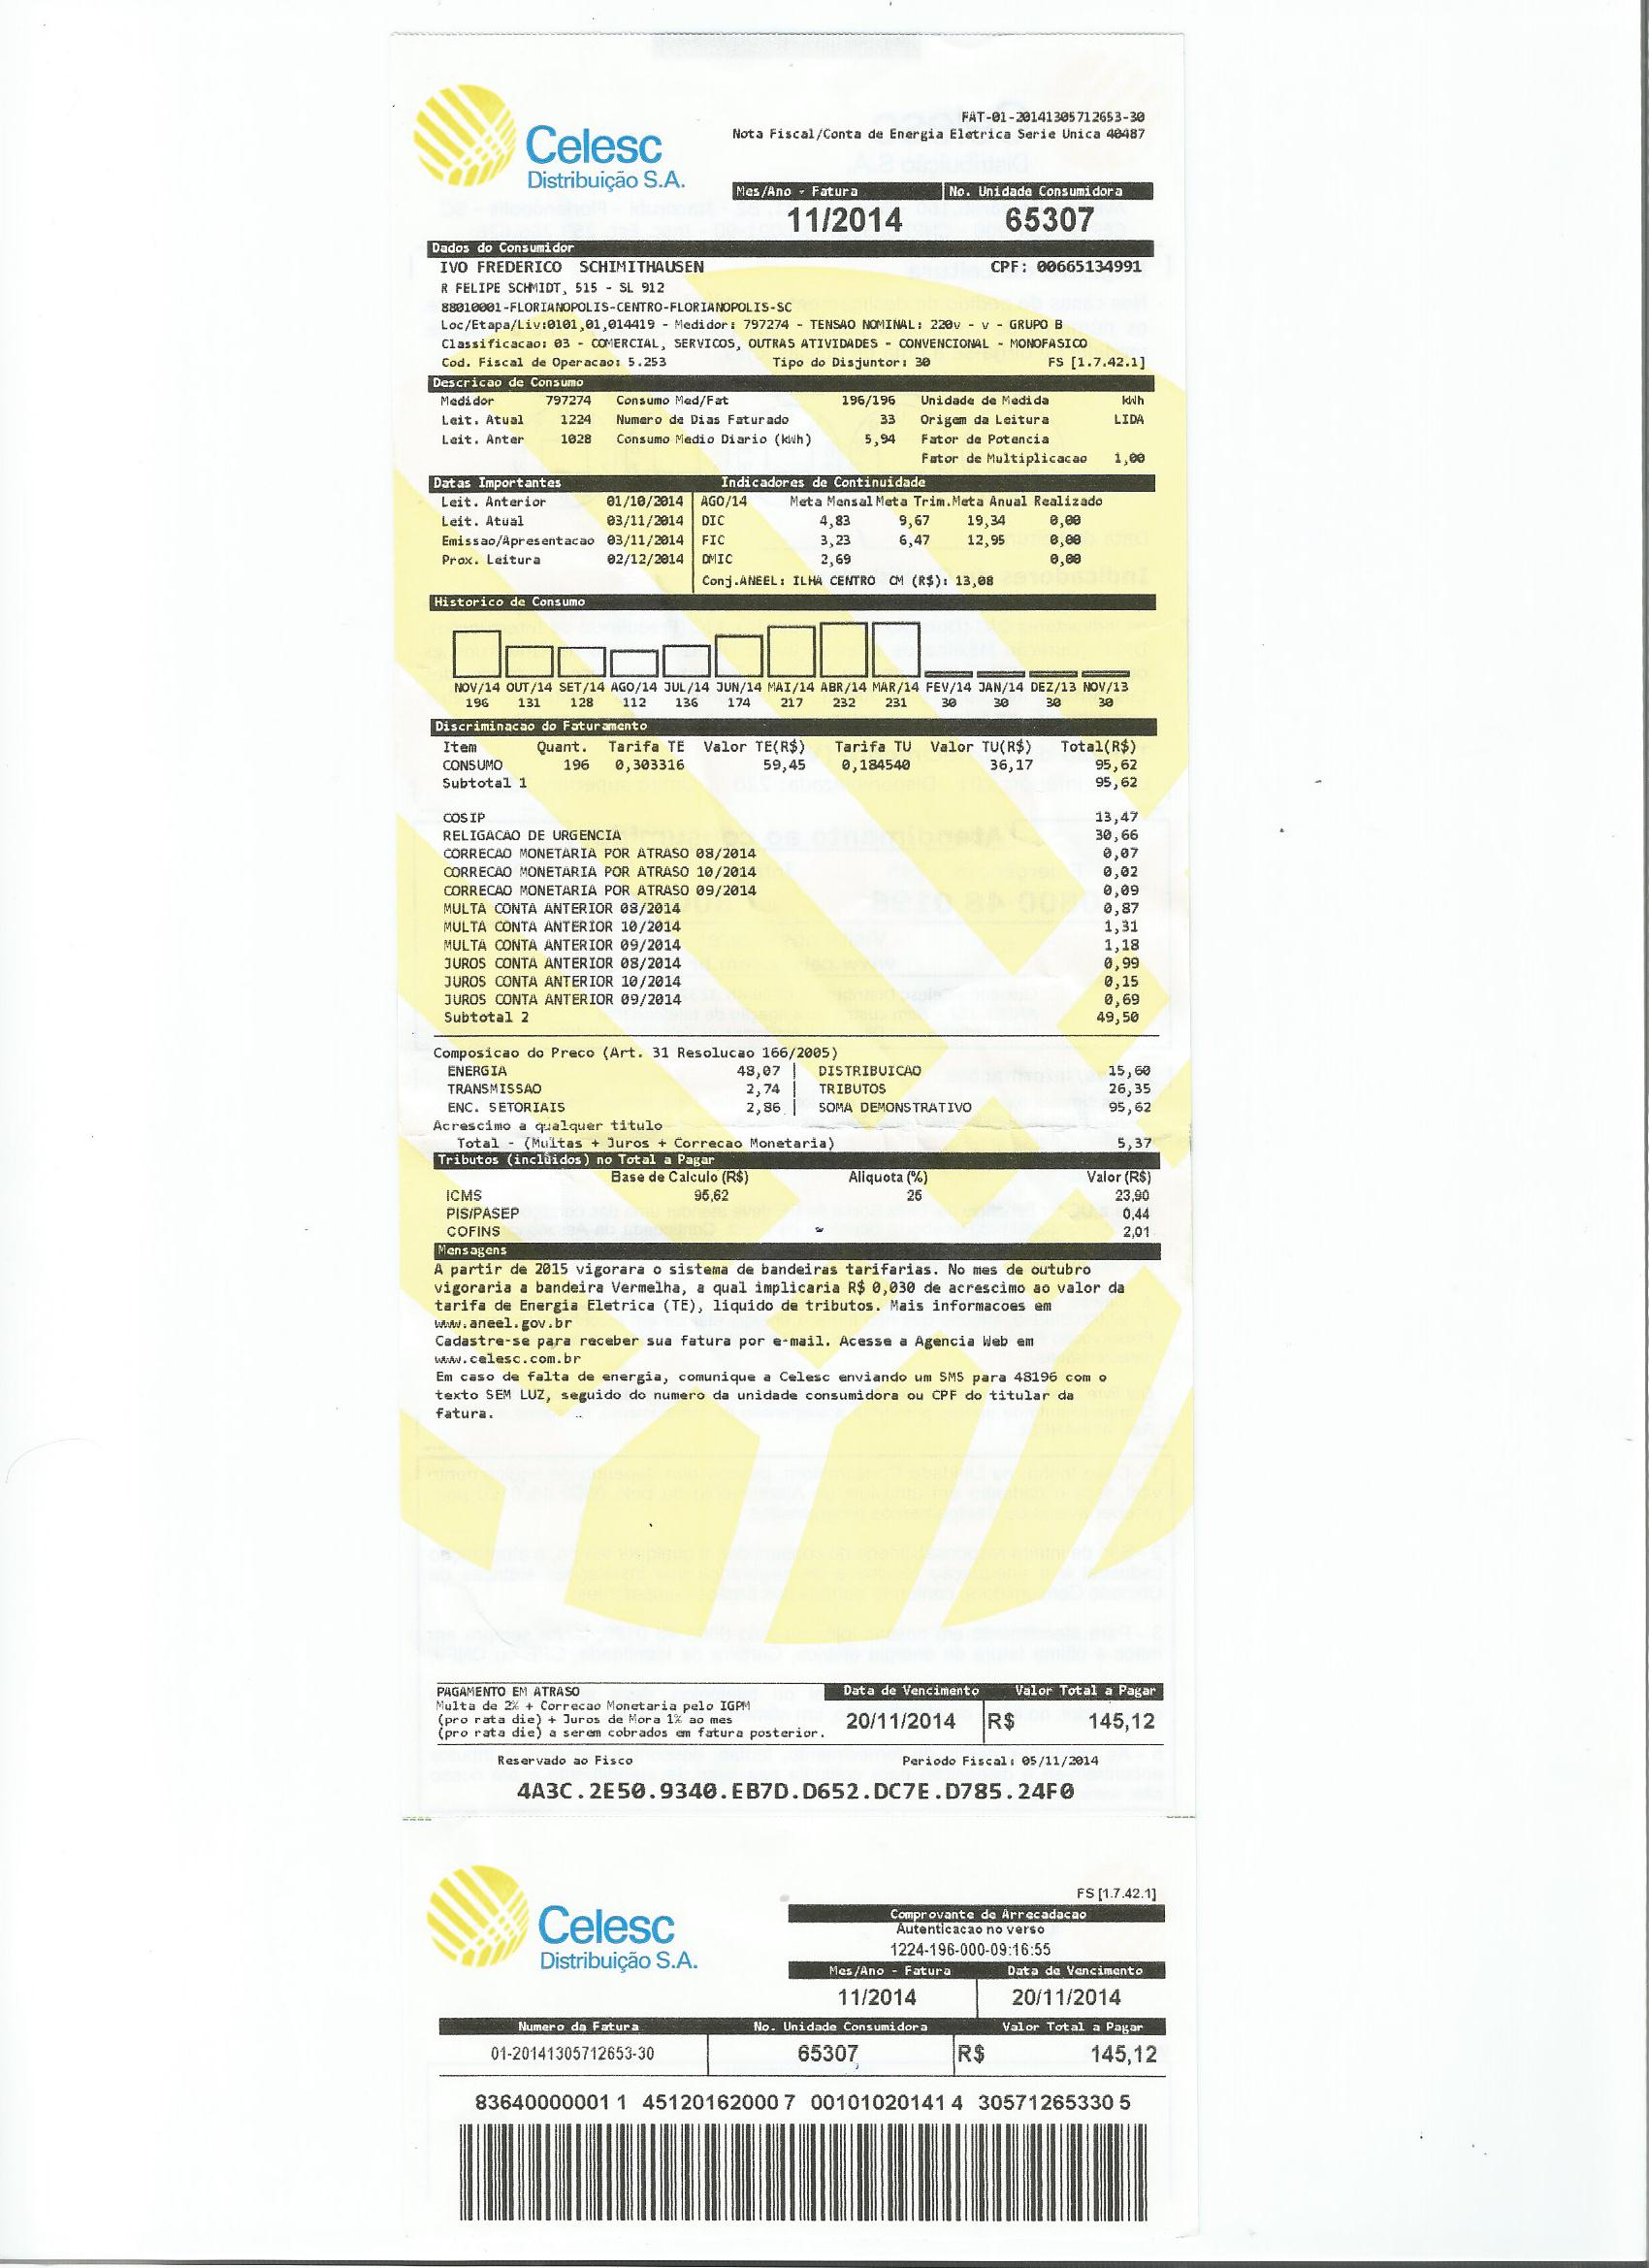 Celesc
Distribuição S.A.
FAT-01-20141305712653-30
Nota Fiscal/Conta de Energia Eletrica Serie Unica 40487
Mes/Ano - Fatura No. Unidade Consumidora
11/2014 65307
Dados do Consumidor
IVO FREDERICO SCHIMITHAUSEN CPF: 00665134991
R FELIPE SCHMIDT, 515 - SL 912
88010001-FLORIANOPOLIS-CENTRO-FLORIANOPOLIS-SC
Loc/Etapa/Liv:0101,01,014419 - Medidor: 797274 - TENSAO NOMINAL: 220v - v - GRUPO B
Classificacao: 03 - COMERCIAL, SERVICOS, OUTRAS ATIVIDADES - CONVENCIONAL - MONOFASICO
Cod. Fiscal de Operacao: 5.253 Tipo do Disjuntor: 30 FS [1.7.42.1]
Descricao de Consumo
Medidor 797274 Consumo Med/Fat 196/196 Unidade de Medida kWh
Leit. Atual 1224 Numero de Dias Faturado 33 Origem da Leitura LIDA
Leit. Anter 1028 Consumo Medio Diario (kWh) 5,94 Fator de Potencia
Fator de Multiplicacao 1,00
Datas Importantes Indicadores de Continuidade
Leit. Anterior 01/10/2014 AGO/14 Meta Mensal Meta Trim. Meta Anual Realizado
Leit. Atual 03/11/2014 DIC 4,83 9,67 19,34 0,00
Emissao/Apresentacao 03/11/2014 FIC 3,23 6,47 12,95 0,00
Prox. Leitura 02/12/2014 DMIC 2,69 0,00
Conj.ANEEL: ILHA CENTRO CM (R$): 13,08
Historico de Consumo
NOV/14 OUT/14 SET/14 AGO/14 JUL/14 JUN/14 MAI/14 ABR/14 MAR/14 FEV/14 JAN/14 DEZ/13 NOV/13
196 131 128 112 136 174 217 232 231 30 30 30 30
Discriminacao do Faturamento
Item Quant. Tarifa TE Valor TE(R$) Tarifa TU Valor TU(R$) Total(R$)
CONSUMO 196 0,303316 59,45 0,184540 36,17 95,62
Subtotal 1 95,62
COSIP 13,47
RELIGACAO DE URGENCIA 30,66
CORRECAO MONETARIA POR ATRASO 08/2014 0,07
CORRECAO MONETARIA POR ATRASO 10/2014 0,02
CORRECAO MONETARIA POR ATRASO 09/2014 0,09
MULTA CONTA ANTERIOR 08/2014 0,87
MULTA CONTA ANTERIOR 10/2014 1,31
MULTA CONTA ANTERIOR 09/2014 1,18
JUROS CONTA ANTERIOR 08/2014 0,99
JUROS CONTA ANTERIOR 10/2014 0,15
JUROS CONTA ANTERIOR 09/2014 0,69
Subtotal 2 49,50
Composicao do Preco (Art. 31 Resolucao 166/2005)
ENERGIA 48,07 | DISTRIBUICAO 15,60
TRANSMISSAO 2,74 | TRIBUTOS 26,35
ENC. SETORIAIS 2,86 | SOMA DEMONSTRATIVO 95,62
Acrescimo a qualquer titulo
Total - (Multas + Juros + Correcao Monetaria) 5,37
Tributos (incluidos) no Total a Pagar
Base de Calculo (R$) Aliquota (%) Valor (R$)
ICMS 95,62 25 23,90
PIS/PASEP 0,44
COFINS 2,01
Mensagens
A partir de 2015 vigorara o sistema de bandeiras tarifarias. No mes de outubro
vigoraria a bandeira Vermelha, a qual implicaria R$ 0,030 de acrescimo ao valor da
tarifa de Energia Eletrica (TE), liquido de tributos. Mais informacoes em
www.aneel.gov.br
Cadastre-se para receber sua fatura por e-mail. Acesse a Agencia Web em
www.celesc.com.br
Em caso de falta de energia, comunique a Celesc enviando um SMS para 48196 com o
texto SEM LUZ, seguido do numero da unidade consumidora ou CPF do titular da
fatura.
PAGAMENTO EM ATRASO Data de Vencimento Valor Total a Pagar
Multa de 2% + Correcao Monetaria pelo IGPM
(pro rata die) + Juros de Mora 1% ao mes
(pro rata die) a serem cobrados em fatura posterior.
20/11/2014 R$ 145,12
Reservado ao Fisco Periodo Fiscal: 05/11/2014
4A3C.2E50.9340.EB7D.D652.DC7E.D785.24F0
Celesc
Distribuição S.A.
FS [1.7.42.1]
Comprovante de Arrecadacao
Autenticacao no verso
1224-196-000-09:16:55
Mes/Ano - Fatura Data de Vencimento
11/2014 20/11/2014
Numero da Fatura No. Unidade Consumidora Valor Total a Pagar
01-20141305712653-30 65307 R$ 145,12
83640000001 1 45120162000 7 00101020141 4 30571265330 5